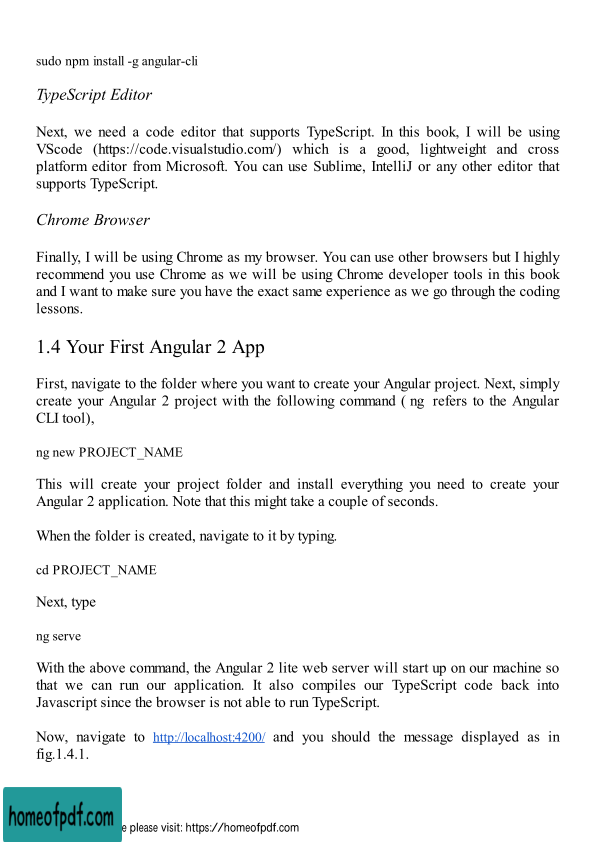 sudo npm install -g angular-cli
TypeScript Editor
Next, we need a code editor that supports TypeScript. In this book, I will be using
VScode (https://code.visualstudio.com/) which is a good, lightweight and cross
platform editor from Microsoft. You can use Sublime, IntelliJ or any other editor that
supports TypeScript.
Chrome Browser
Finally, I will be using Chrome as my browser. You can use other browsers but I highly
recommend you use Chrome as we will be using Chrome developer tools in this book
and I want to make sure you have the exact same experience as we go through the coding
lessons.
1.4 Your First Angular 2 App
First, navigate to the folder where you want to create your Angular project. Next, simply
create your Angular 2 project with the following command ( ng refers to the Angular
CLI tool),
ng new PROJECT_NAME
This will create your project folder and install everything you need to create your
Angular 2 application. Note that this might take a couple of seconds.
When the folder is created, navigate to it by typing.
cd PROJECT_NAME
Next, type
ng serve
With the above command, the Angular 2 lite web server will start up on our machine so
that we can run our application. It also compiles our TypeScript code back into
Javascript since the browser is not able to run TypeScript.
Now, navigate to http://localhost:4200/ and you should the message displayed as in
fig.1.4.1.
homeofpdf.com
please visit: https://homeofpdf.com